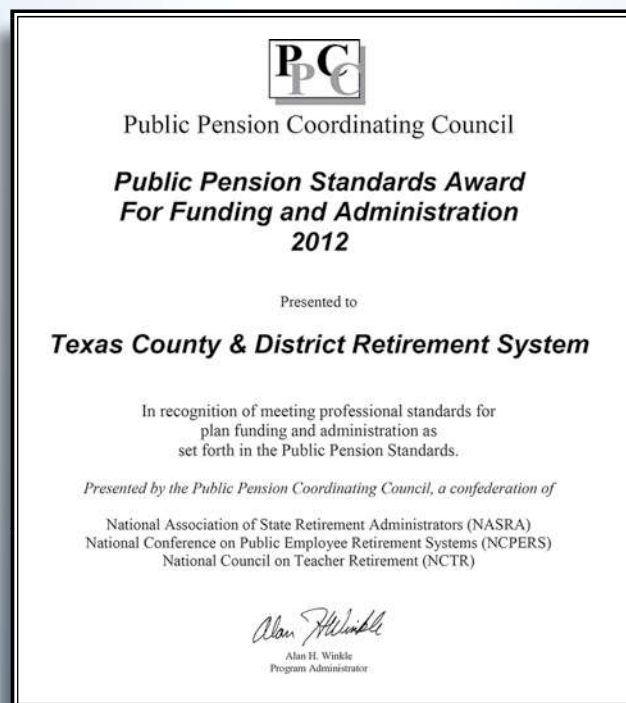 PPCC
Public Pension Coordinating Council
Public Pension Standards Award
For Funding and Administration
2012
Presented to
Texas County & District Retirement System
In recognition of meeting professional standards for
plan funding and administration as
set forth in the Public Pension Standards.
Presented by the Public Pension Coordinating Council, a confederation of
National Association of State Retirement Administrators (NASRA)
National Conference on Public Employee Retirement Systems (NCPERS)
National Council on Teacher Retirement (NCTR)
Alan H Winkle
Alan H. Winkle
Program Administrator